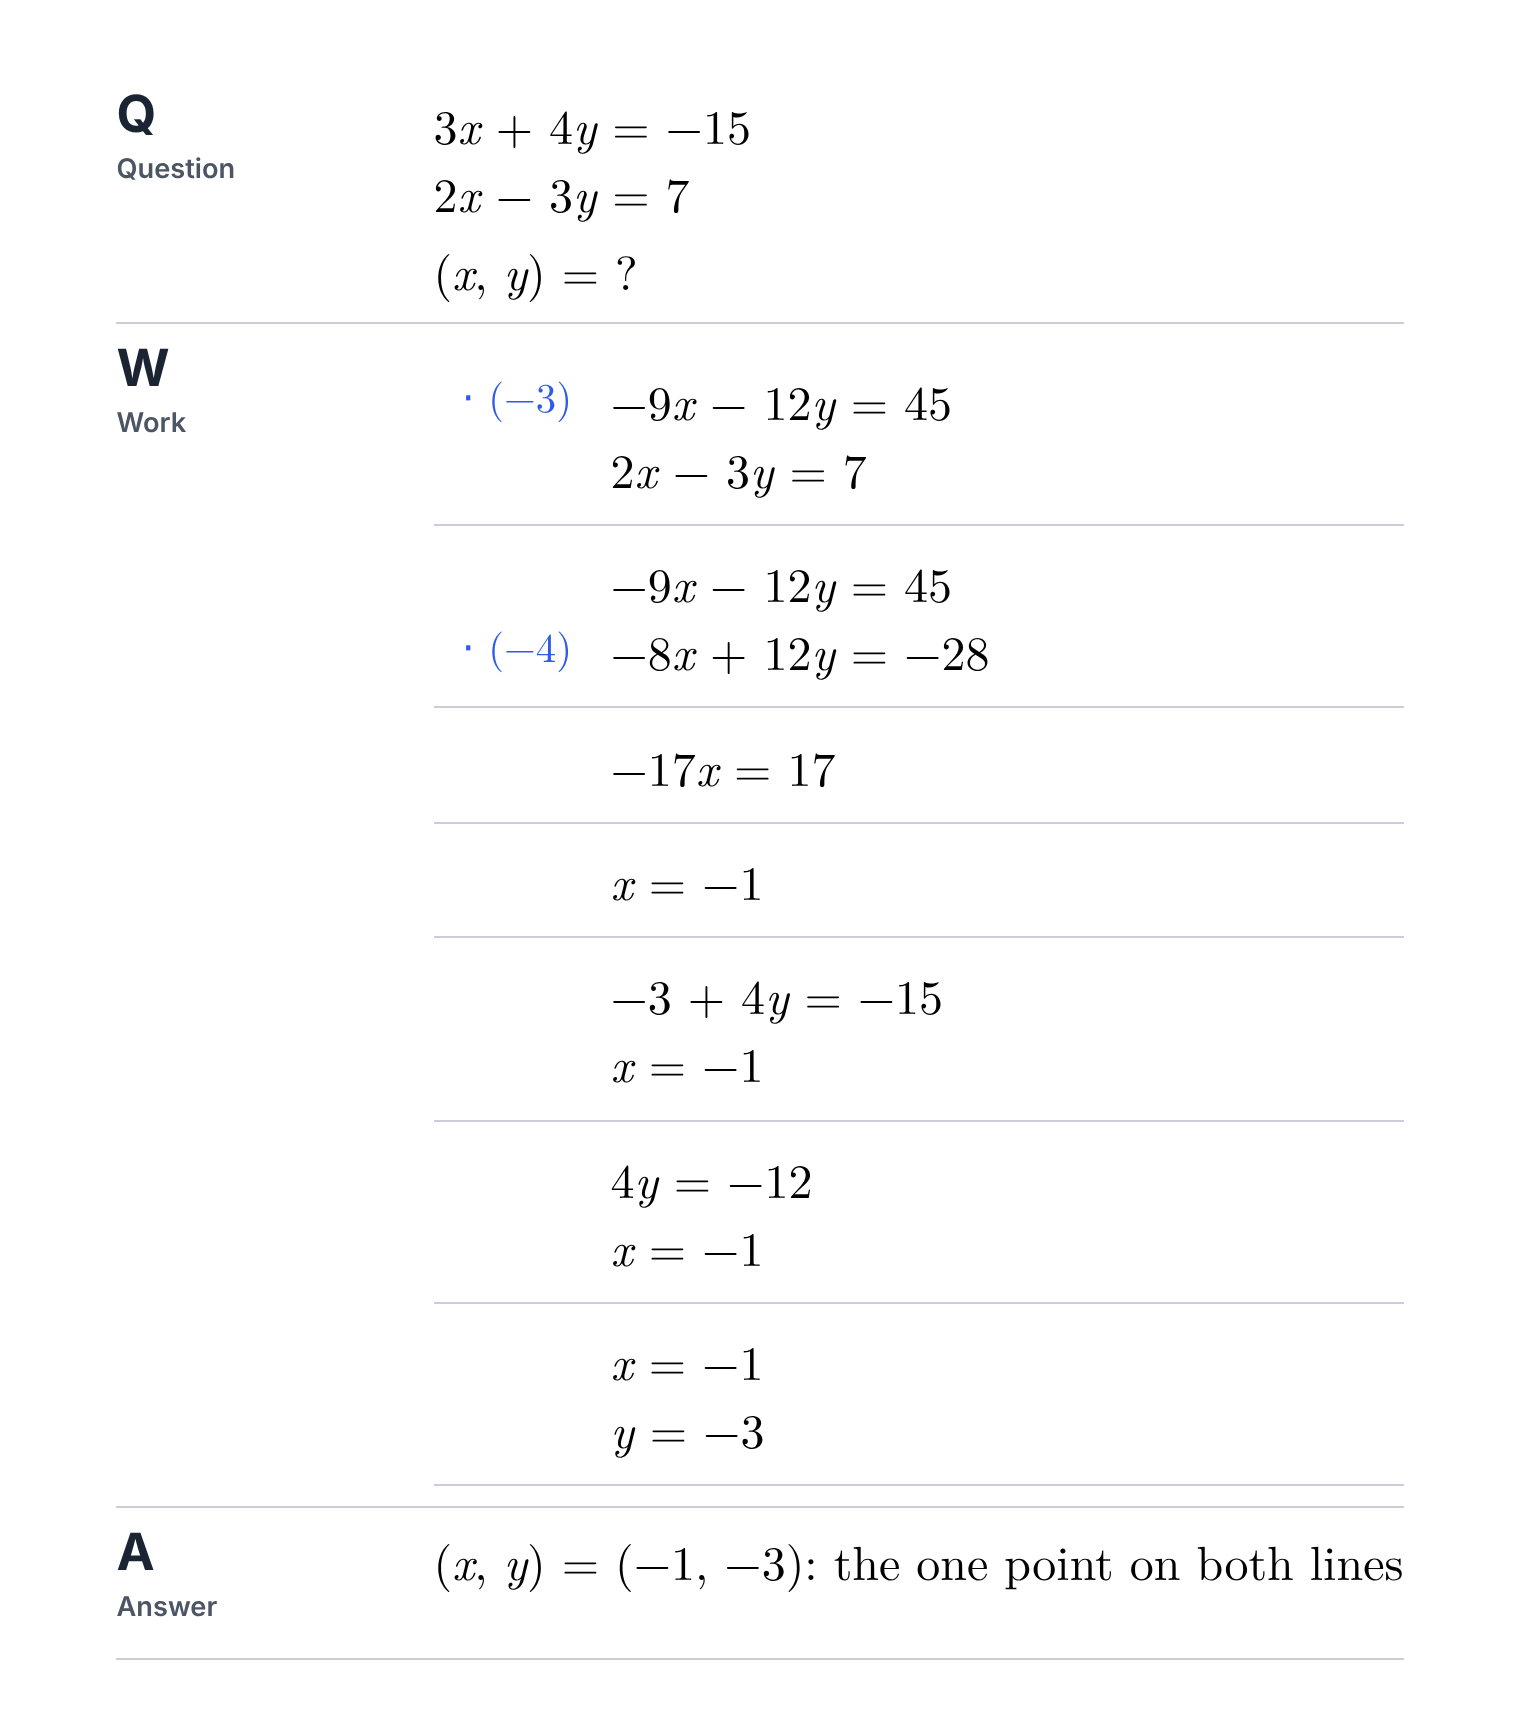 Q
Question
3x + 4y = −15
2x − 3y = 7
(x, y) = ?
W
Work
· (−3) −9x − 12y = 45
2x − 3y = 7
−9x − 12y = 45
· (−4) −8x + 12y = −28
−17x = 17
x = −1
−3 + 4y = −15
x = −1
4y = −12
x = −1
x = −1
y = −3
A
Answer
(x, y) = (−1, −3): the one point on both lines